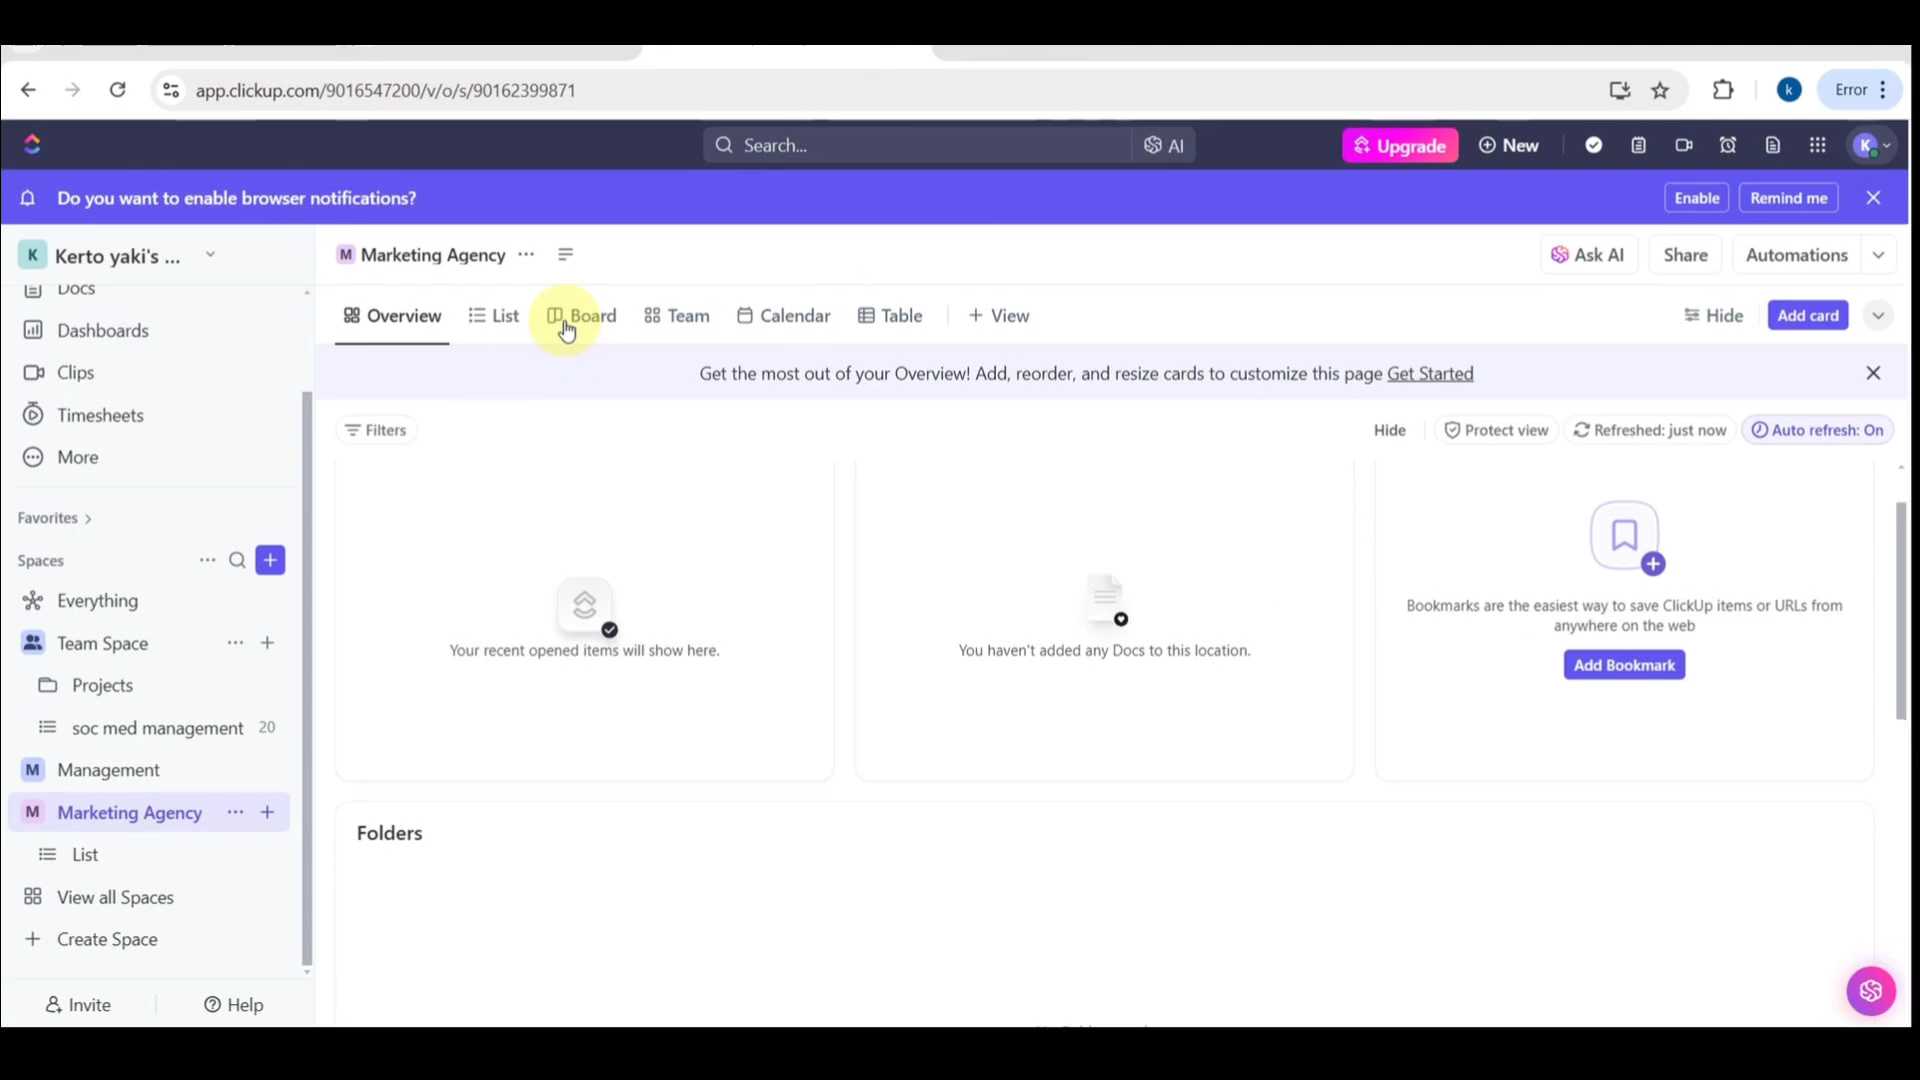 app.clickup.com/9016547200/v/o/s/90162399871
Error
Search...
AI
Upgrade
New
K
Do you want to enable browser notifications?
Enable
Remind me
K
Kerto yaki's ...
M
Marketing Agency
Ask AI
Share
Automations
Docs
Dashboards
Clips
Timesheets
More
Favorites
Spaces
Everything
Team Space
Projects
soc med management 20
M Management
M Marketing Agency
List
View all Spaces
Create Space
Invite
Help
Overview
List
Board
Team
Calendar
Table
View
Hide
Add card
Get the most out of your Overview! Add, reorder, and resize cards to customize this page Get Started
Filters
Hide
Protect view
Refreshed: just now
Auto refresh: On
Your recent opened items will show here.
You haven't added any Docs to this location.
Bookmarks are the easiest way to save ClickUp items or URLs from
anywhere on the web
Add Bookmark
Folders